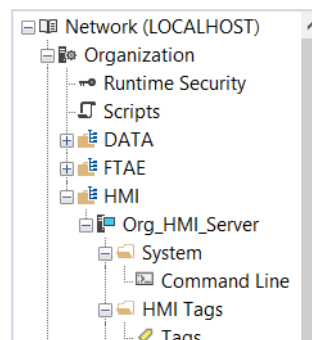 Network (LOCALHOST)
Organization
Runtime Security
Scripts
DATA
FTAE
HMI
Org_HMI_Server
System
Command Line
HMI Tags
Tags